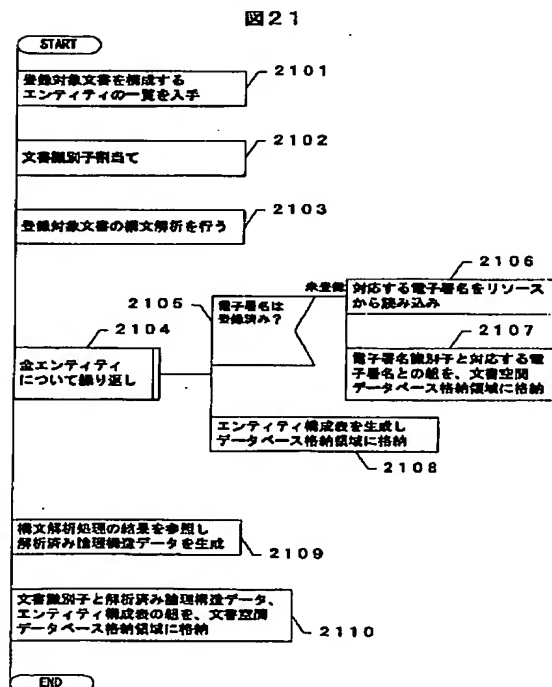 図21
START
登録対象文書を構成する
エンティティの一覧を入手
2101
文書識別子割当て
2102
登録対象文書の構文解析を行う
2103
2104
全エンティティ
について繰り返し
2105
電子署名は
登録済み?
未登録
2106
対応する電子署名をリソース
から読み込み
2107
電子署名識別子と対応する電
子署名との組を、文書空間
データベース格納領域に格納
エンティティ構成表を生成し
データベース格納領域に格納
2108
構文解析処理の結果を参照し
解析済み論理構造データを生成
2109
文書識別子と解析済み論理構造データ、
エンティティ構成表の組を、文書空間
データベース格納領域に格納
2110
END